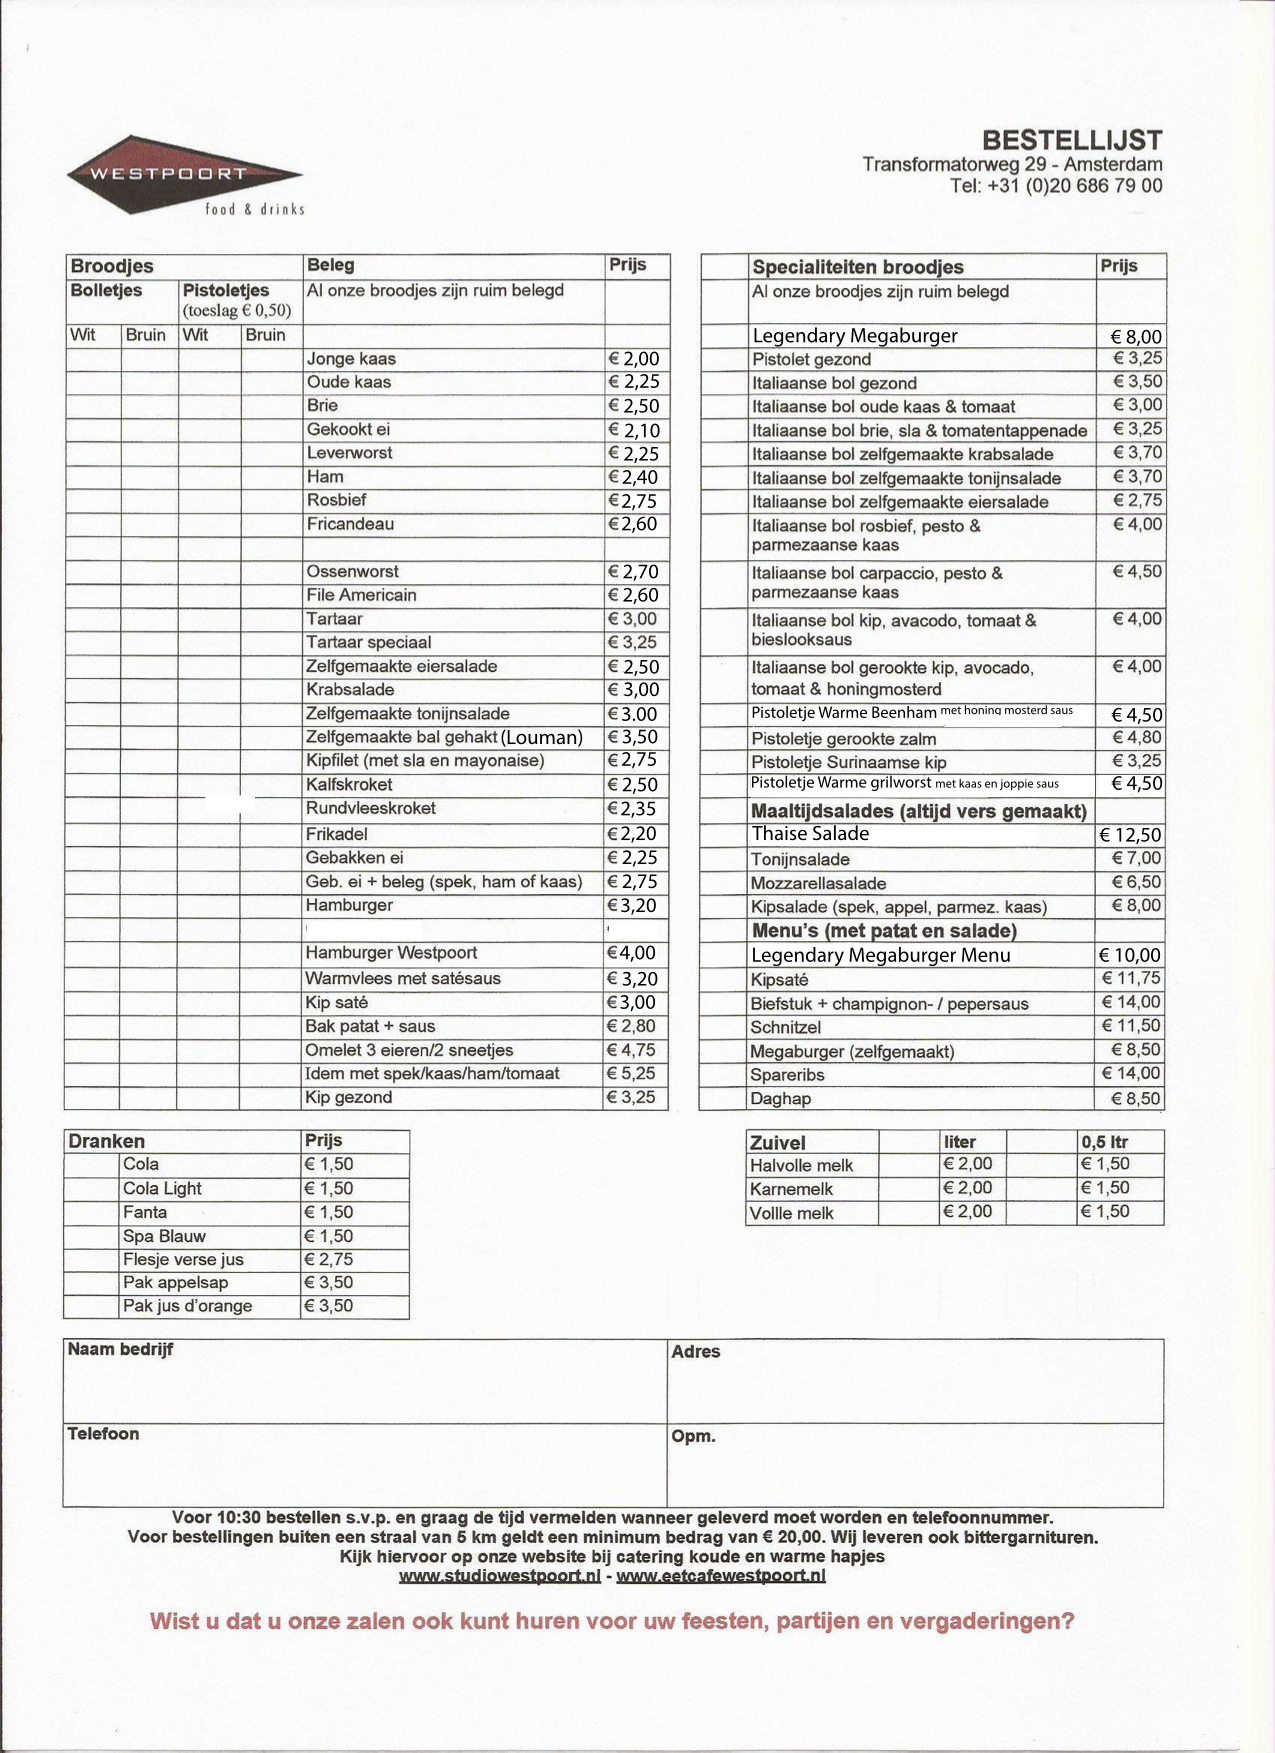 WESTPOORT
food & drinks
BESTELLIJST
Transformatorweg 29 - Amsterdam
Tel: +31 (0)20 686 79 00
Broodjes Beleg Prijs
Bolletjes Pistoletjes Al onze broodjes zijn ruim belegd
(toeslag € 0,50)
Wit Bruin Wit Bruin
Jonge kaas € 2,00
Oude kaas € 2,25
Brie € 2,50
Gekookt ei € 2,10
Leverworst € 2,25
Ham € 2,40
Rosbief € 2,75
Fricandeau € 2,60
Ossenworst € 2,70
File Americain € 2,60
Tartaar € 3,00
Tartaar speciaal € 3,25
Zelfgemaakte eiersalade € 2,50
Krabsalade € 3,00
Zelfgemaakte tonijnsalade € 3.00
Zelfgemaakte bal gehakt (Louman) € 3,50
Kipfilet (met sla en mayonaise) € 2,75
Kalfskroket € 2,50
Rundvleeskroket € 2,35
Frikadel € 2,20
Gebakken ei € 2,25
Geb. ei + beleg (spek, ham of kaas) € 2,75
Hamburger € 3,20
Hamburger Westpoort € 4,00
Warmvlees met satésaus € 3,20
Kip saté € 3,00
Bak patat + saus € 2,80
Omelet 3 eieren/2 sneetjes € 4,75
Idem met spek/kaas/ham/tomaat € 5,25
Kip gezond € 3,25
Specialiteiten broodjes Prijs
Al onze broodjes zijn ruim belegd
Legendary Megaburger € 8,00
Pistolet gezond € 3,25
Italiaanse bol gezond € 3,50
Italiaanse bol oude kaas & tomaat € 3,00
Italiaanse bol brie, sla & tomatentappenade € 3,25
Italiaanse bol zelfgemaakte krabsalade € 3,70
Italiaanse bol zelfgemaakte tonijnsalade € 3,70
Italiaanse bol zelfgemaakte eiersalade € 2,75
Italiaanse bol rosbief, pesto & € 4,00
parmezaanse kaas
Italiaanse bol carpaccio, pesto & € 4,50
parmezaanse kaas
Italiaanse bol kip, avacodo, tomaat & € 4,00
bieslooksaus
Italiaanse bol gerookte kip, avocado, € 4,00
tomaat & honingmosterd
Pistoletje Warme Beenham met honing mosterd saus € 4,50
Pistoletje gerookte zalm € 4,80
Pistoletje Surinaamse kip € 3,25
Pistoletje Warme grilworst met kaas en joppie saus € 4,50
Maaltijdsalades (altijd vers gemaakt)
Thaise Salade € 12,50
Tonijnsalade € 7,00
Mozzarellasalade € 6,50
Kipsalade (spek, appel, parmez. kaas) € 8,00
Menu's (met patat en salade)
Legendary Megaburger Menu € 10,00
Kipsaté € 11,75
Biefstuk + champignon- / pepersaus € 14,00
Schnitzel € 11,50
Megaburger (zelfgemaakt) € 8,50
Spareribs € 14,00
Daghap € 8,50
Dranken Prijs
Cola € 1,50
Cola Light € 1,50
Fanta € 1,50
Spa Blauw € 1,50
Flesje verse jus € 2,75
Pak appelsap € 3,50
Pak jus d'orange € 3,50
Zuivel liter 0,5 ltr
Halvolle melk € 2,00 € 1,50
Karnemelk € 2,00 € 1,50
Vollle melk € 2,00 € 1,50
Naam bedrijf Adres
Telefoon Opm.
Voor 10:30 bestellen s.v.p. en graag de tijd vermelden wanneer geleverd moet worden en telefoonnummer.
Voor bestellingen buiten een straal van 5 km geldt een minimum bedrag van € 20,00. Wij leveren ook bittergarnituren.
Kijk hiervoor op onze website bij catering koude en warme hapjes
www.studiowestpoort.nl - www.eetcafewestpoort.nl
Wist u dat u onze zalen ook kunt huren voor uw feesten, partijen en vergaderingen?